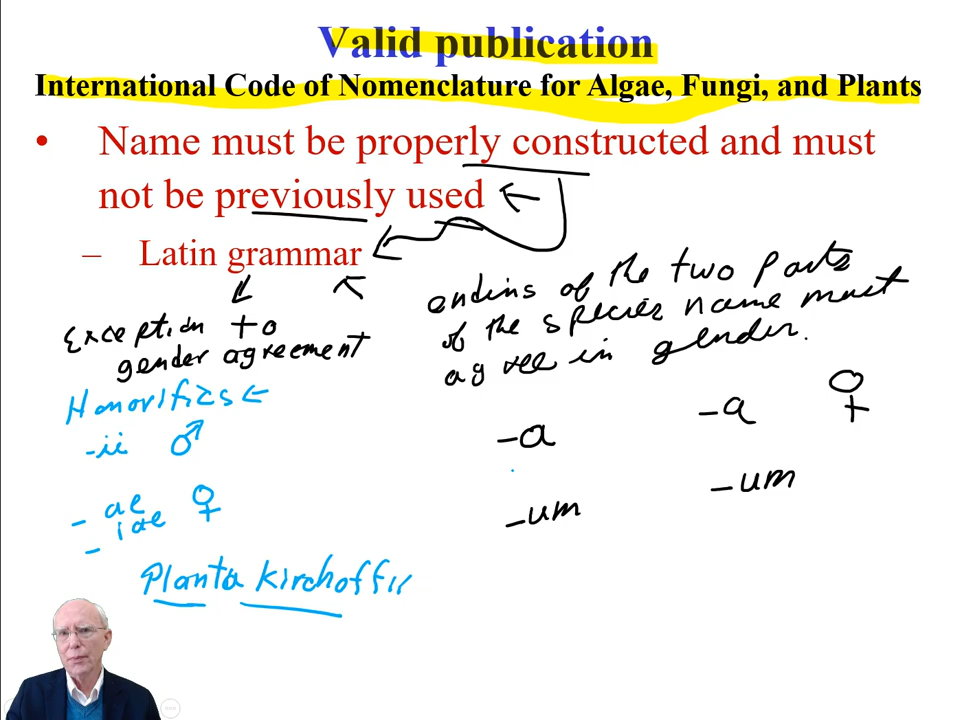 Valid publication
International Code of Nomenclature for Algae, Fungi, and Plants
• Name must be properly constructed and must
not be previously used
– Latin grammar
endins of the two parts
of the species name must
agree in gender.
Exception to
gender agreement
Honorifics
-ii ♂
- ae ♀
- iae
Planta kirchoffii
-a -a ♀
-um -um